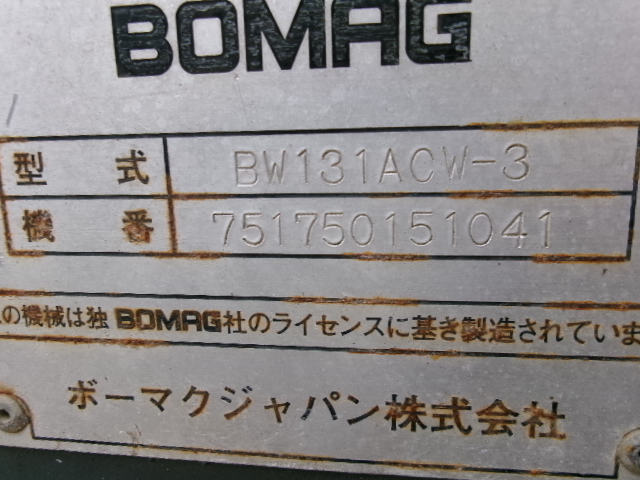 BOMAG
型式 BW131ACW-3
機番 751750151041
の機械は独BOMAG社のライセンスに基き製造されていま
ボーマクジャパン株式会社